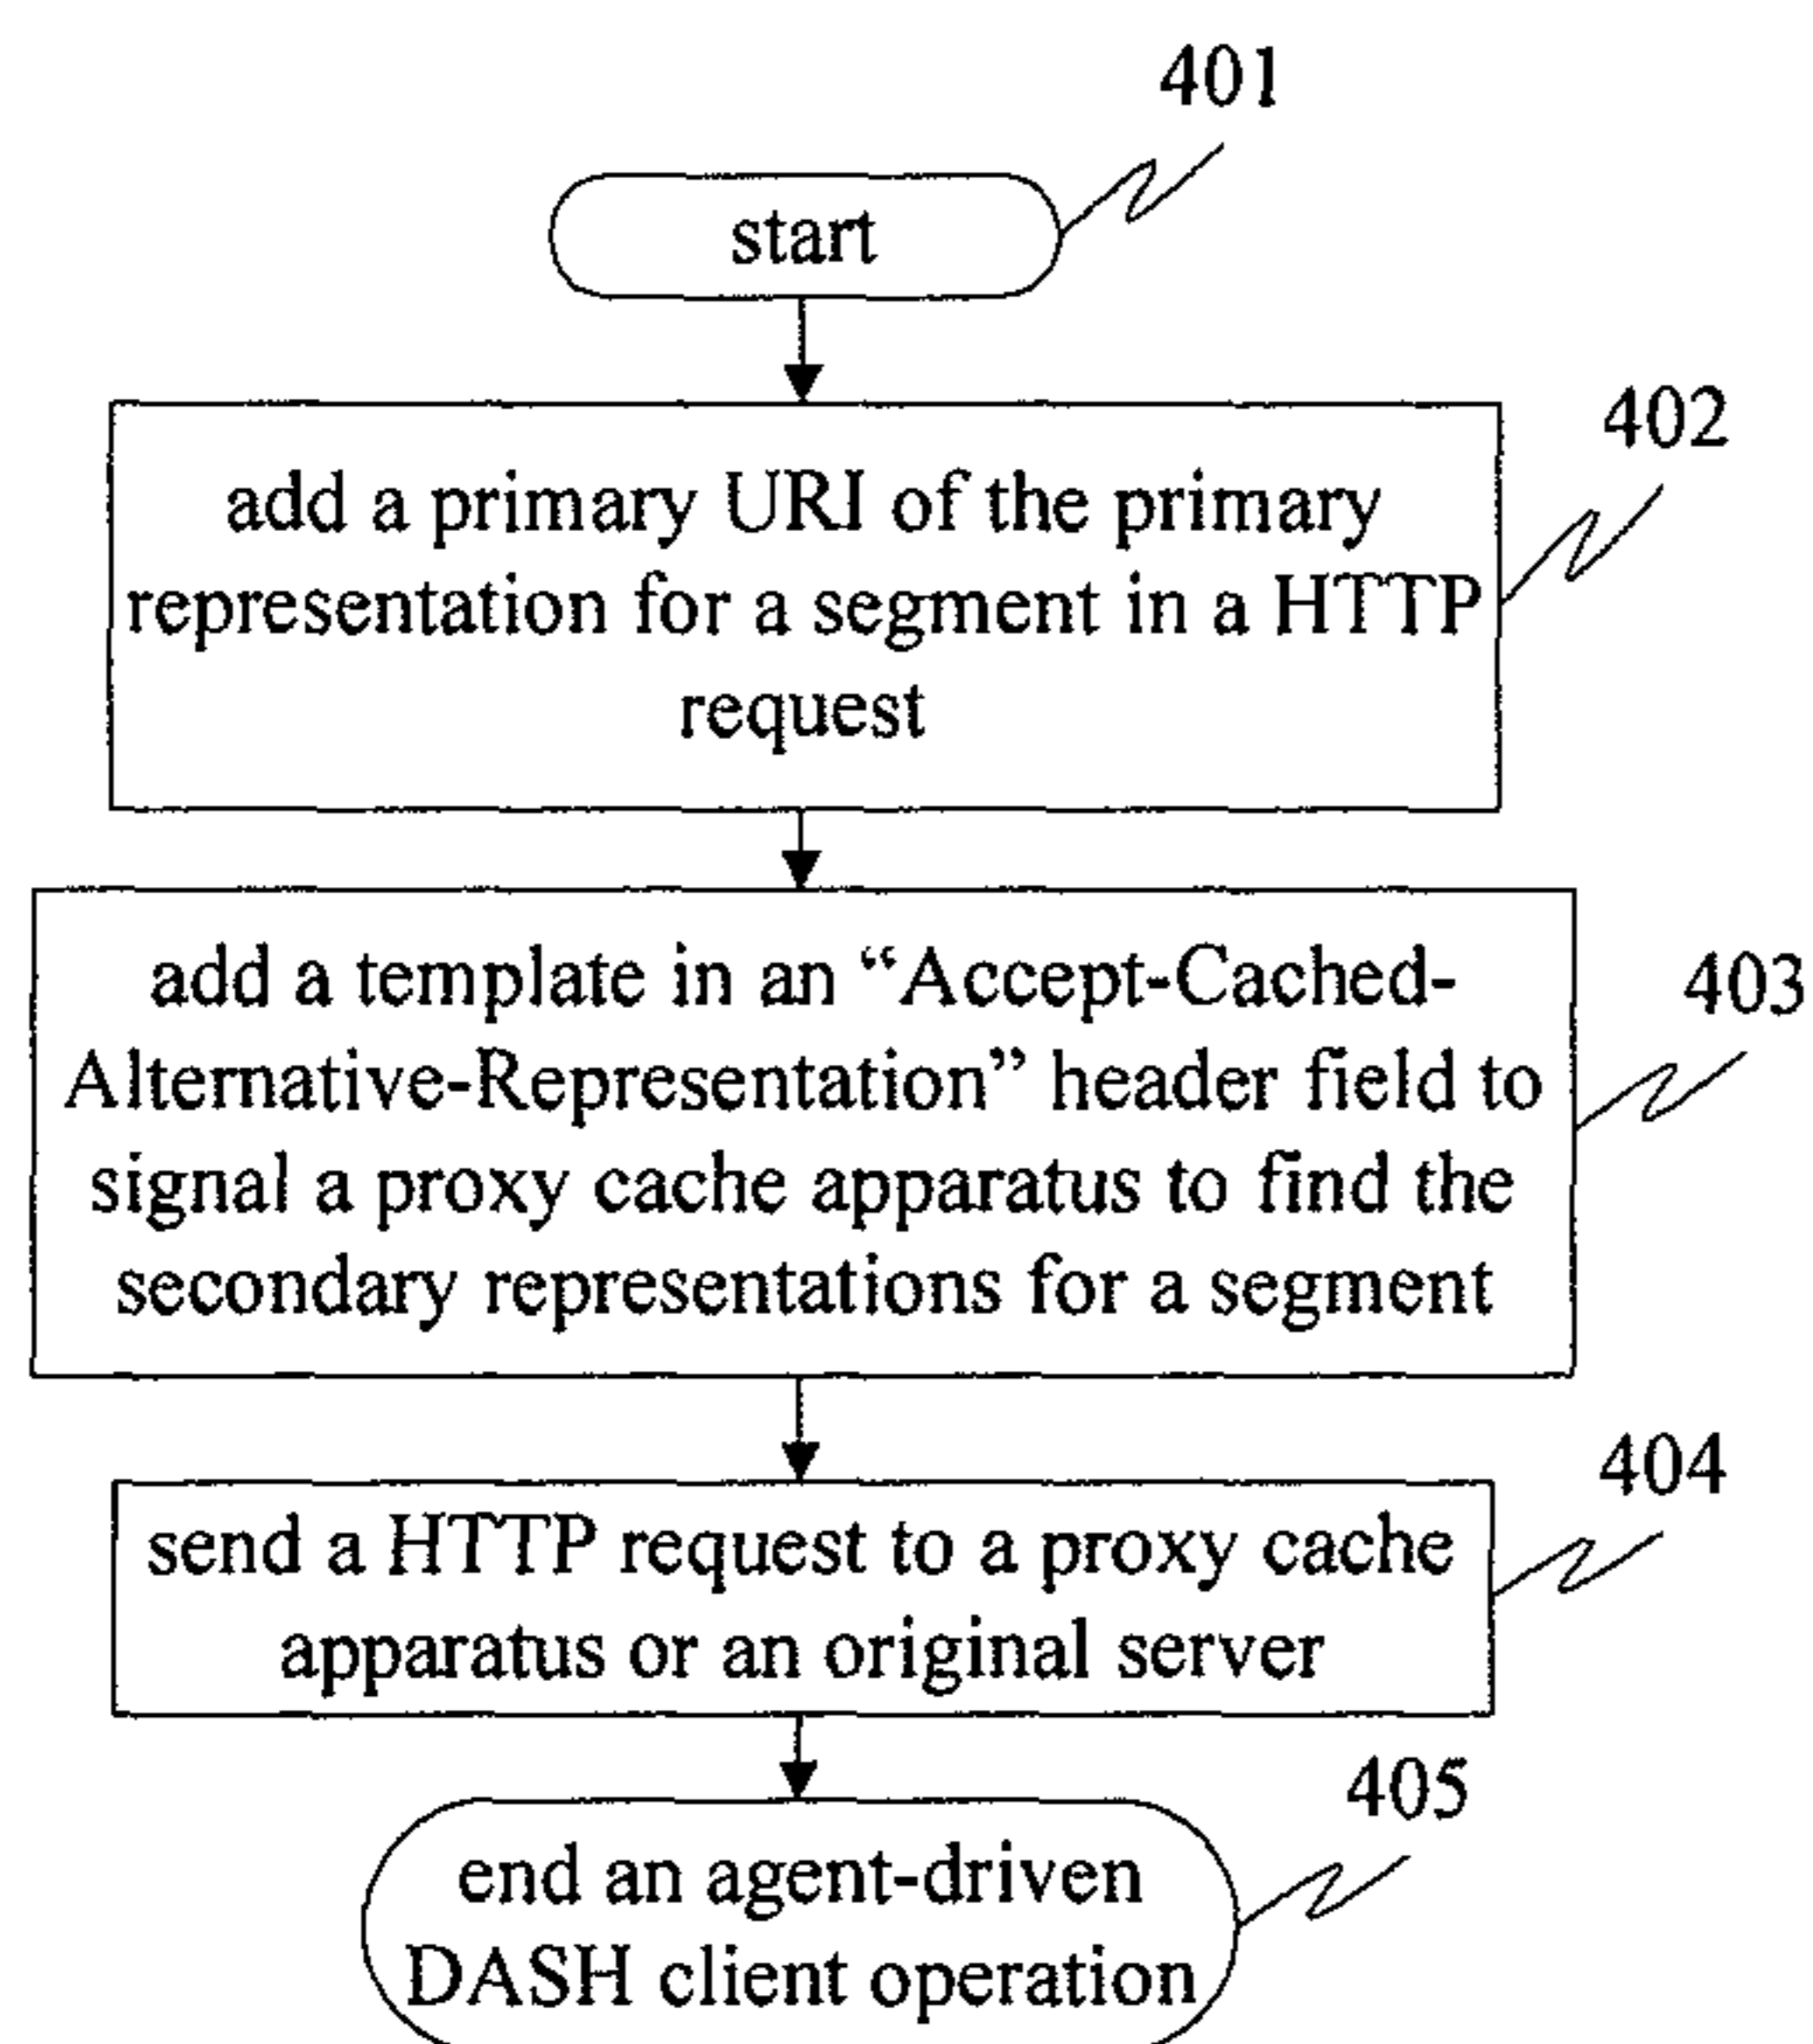 401
start
402
add a primary URI of the primary
representation for a segment in a HTTP
request
403
add a template in an “Accept-Cached-
Alternative-Representation” header field to
signal a proxy cache apparatus to find the
secondary representations for a segment
404
send a HTTP request to a proxy cache
apparatus or an original server
405
end an agent-driven
DASH client operation